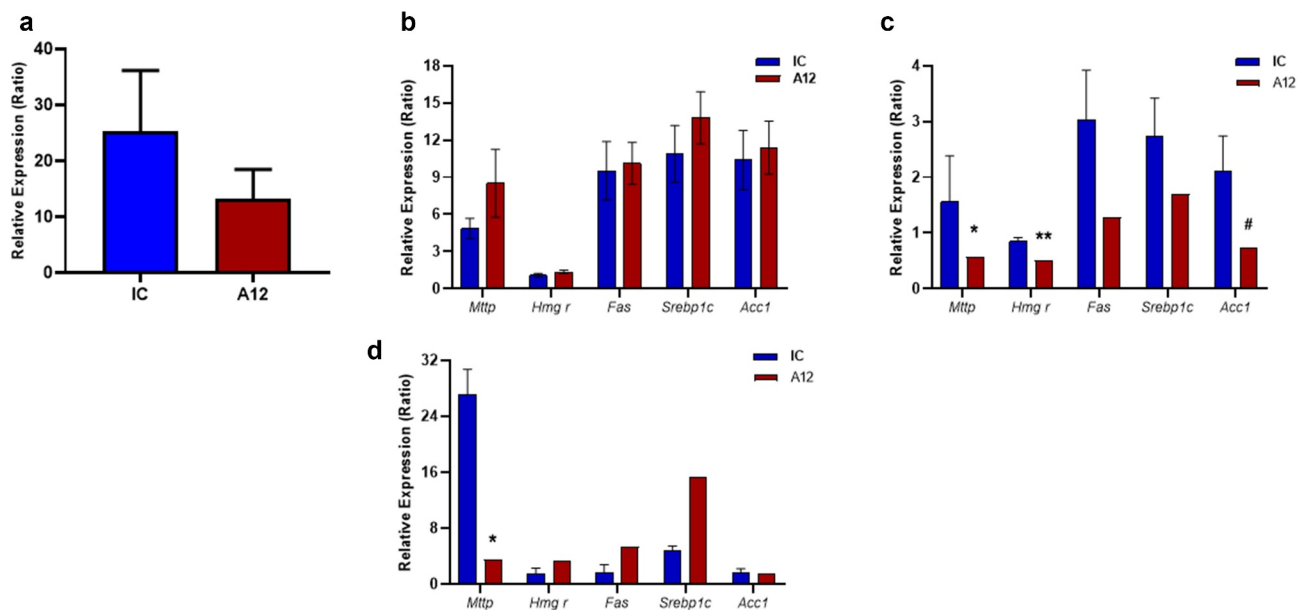 a
Relative Expression (Ratio)
40
30
20
10
0
IC
A12
b
Relative Expression (Ratio)
18
15
12
9
6
3
0
IC
A12
Mttp
Hmg r
Fas
Srebp1c
Acc1
c
Relative Expression (Ratio)
4
3
2
1
0
IC
A12
*
**
#
Mttp
Hmg r
Fas
Srebp1c
Acc1
d
Relative Expression (Ratio)
32
24
16
8
0
IC
A12
*
Mttp
Hmg r
Fas
Srebp1c
Acc1